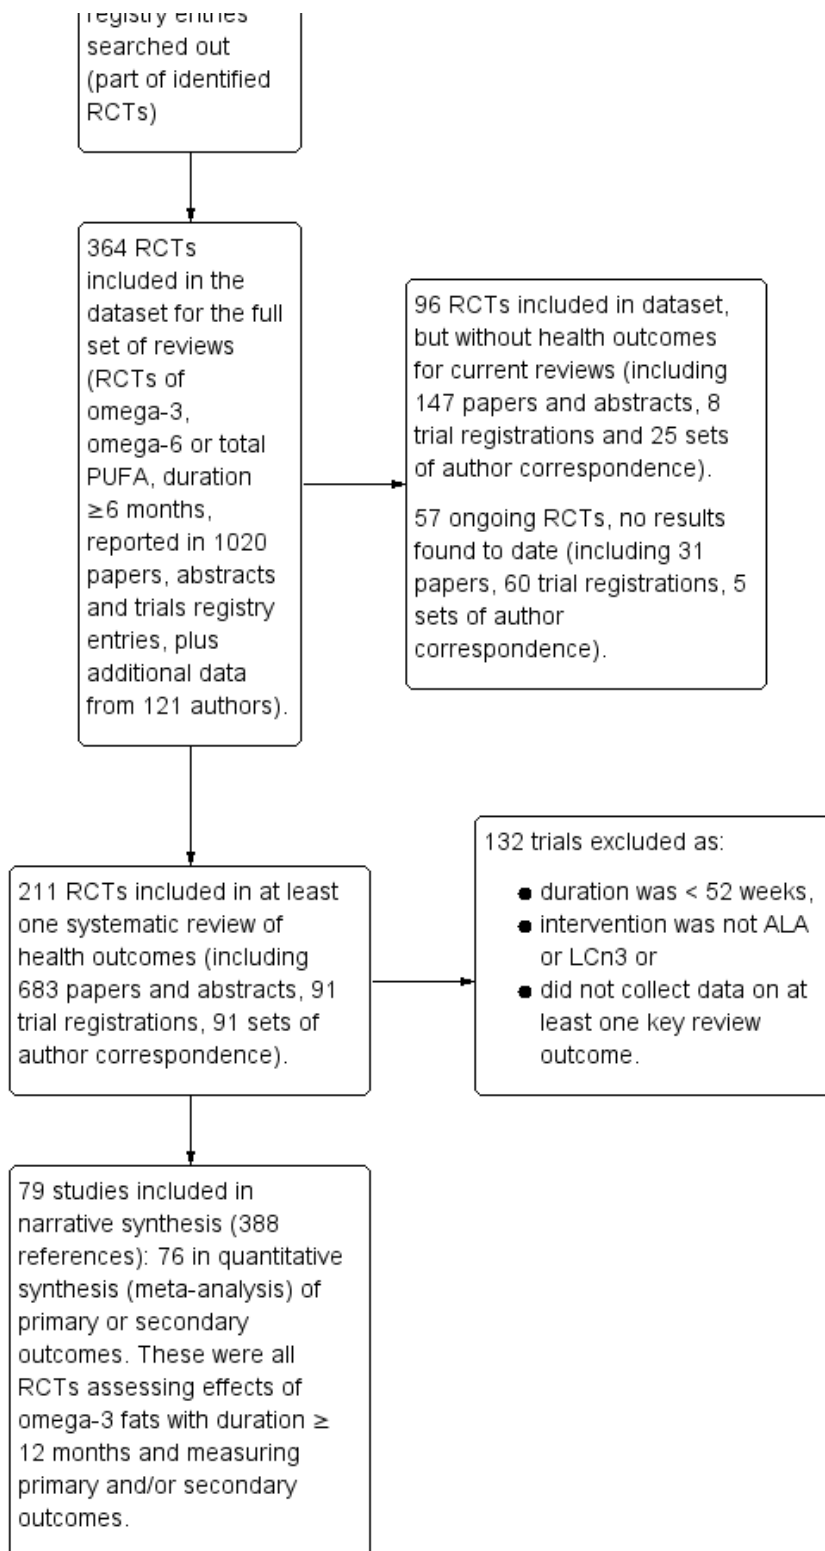 registry entries
searched out
(part of identified
RCTs)
364 RCTs
included in the
dataset for the full
set of reviews
(RCTs of
omega-3,
omega-6 or total
PUFA, duration
≥6 months,
reported in 1020
papers, abstracts
and trials registry
entries, plus
additional data
from 121 authors).
96 RCTs included in dataset,
but without health outcomes
for current reviews (including
147 papers and abstracts, 8
trial registrations and 25 sets
of author correspondence).
57 ongoing RCTs, no results
found to date (including 31
papers, 60 trial registrations, 5
sets of author
correspondence).
211 RCTs included in at least
one systematic review of
health outcomes (including
683 papers and abstracts, 91
trial registrations, 91 sets of
author correspondence).
132 trials excluded as:
● duration was < 52 weeks,
● intervention was not ALA
or LCn3 or
● did not collect data on at
least one key review
outcome.
79 studies included in
narrative synthesis (388
references): 76 in quantitative
synthesis (meta-analysis) of
primary or secondary
outcomes. These were all
RCTs assessing effects of
omega-3 fats with duration ≥
12 months and measuring
primary and/or secondary
outcomes.